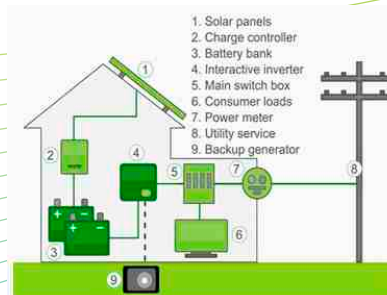 1. Solar panels
2. Charge controller
3. Battery bank
4. Interactive inverter
5. Main switch box
6. Consumer loads
7. Power meter
8. Utility service
9. Backup generator
1
2
4
5
7
8
+ -
+ -
3
6
9